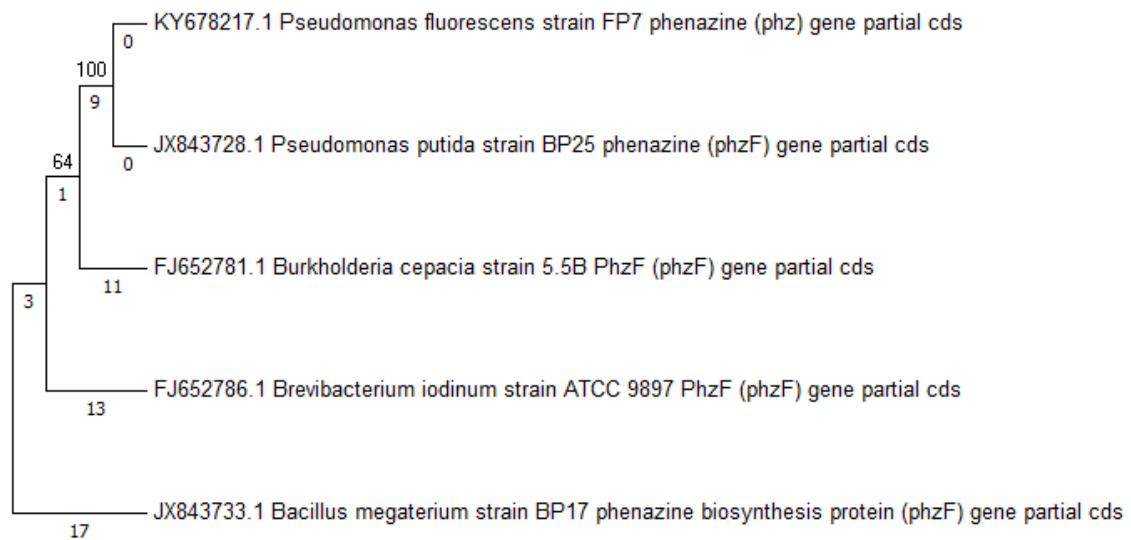 KY678217.1 Pseudomonas fluorescens strain FP7 phenazine (phz) gene partial cds
0
100
9
JX843728.1 Pseudomonas putida strain BP25 phenazine (phzF) gene partial cds
0
64
1
FJ652781.1 Burkholderia cepacia strain 5.5B PhzF (phzF) gene partial cds
11
3
FJ652786.1 Brevibacterium iodinum strain ATCC 9897 PhzF (phzF) gene partial cds
13
JX843733.1 Bacillus megaterium strain BP17 phenazine biosynthesis protein (phzF) gene partial cds
17